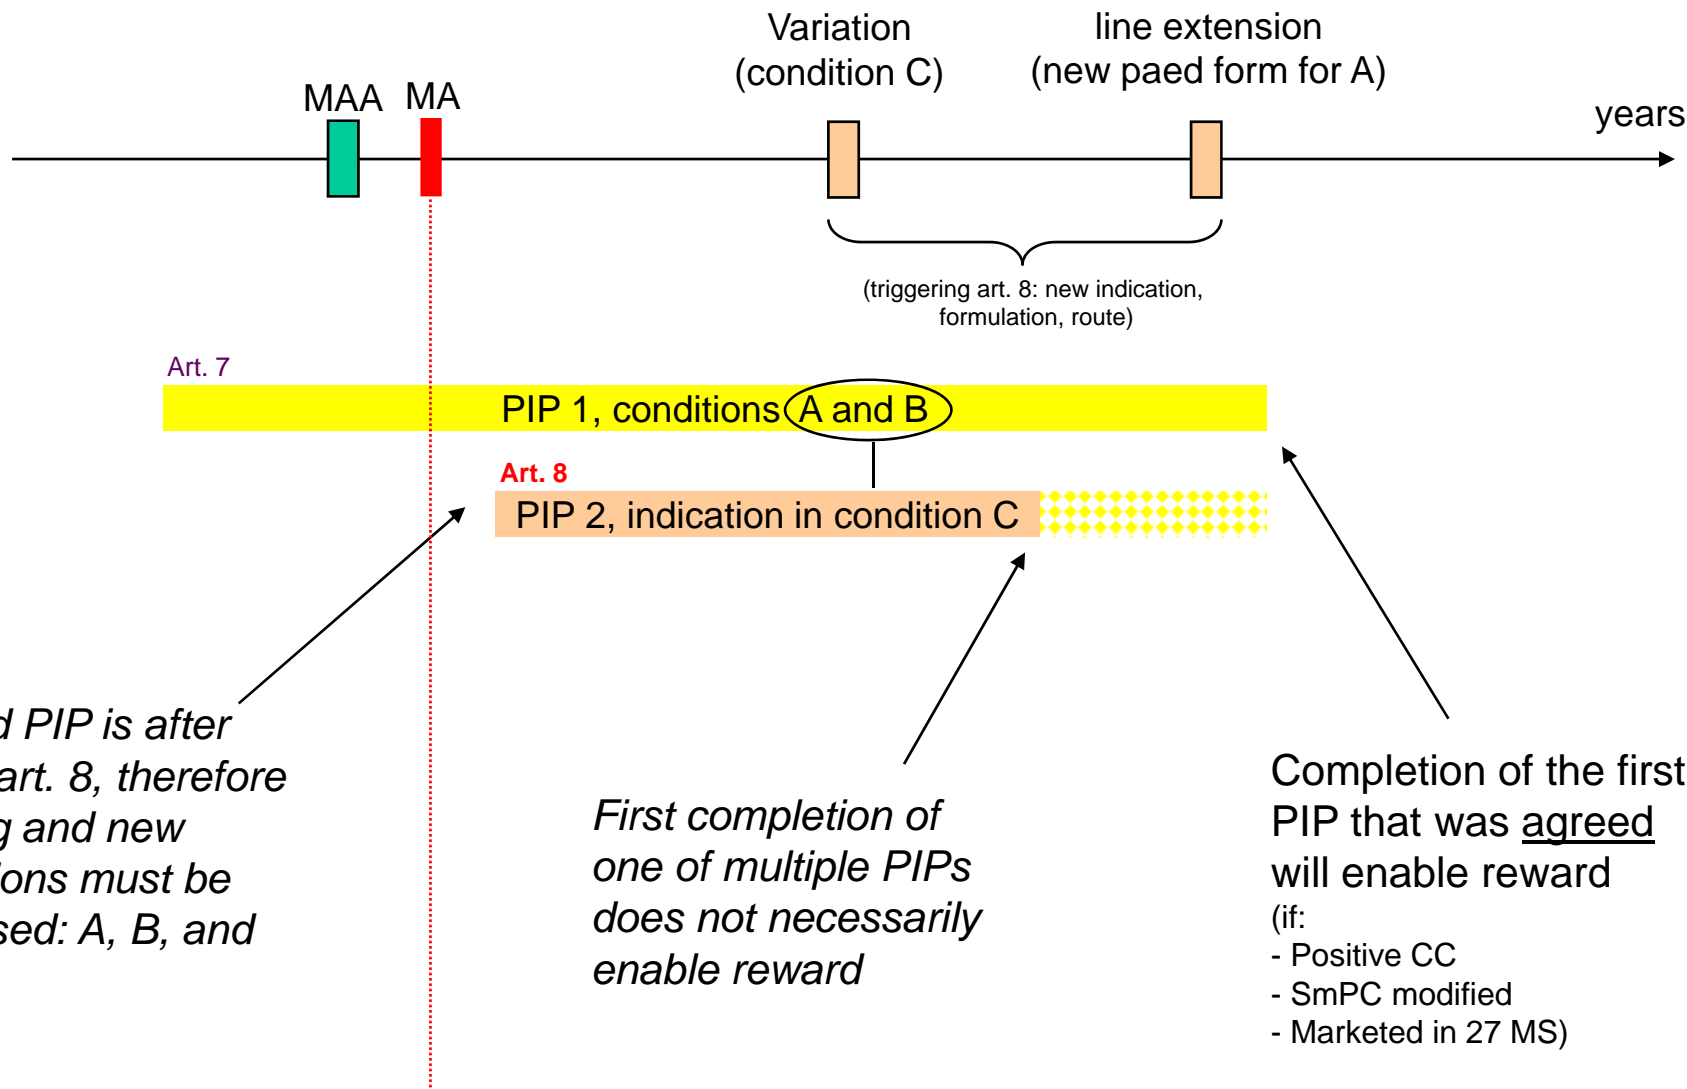 Variation
(condition C)
line extension
(new paed form for A)
MAA
MA
years
(triggering art. 8: new indication,
formulation, route)
Art. 7
PIP 1, conditions A and B
Art. 8
PIP 2, indication in condition C
PIP is after
art. 8, therefore
and new
must be
A, B, and
First completion of
one of multiple PIPs
does not necessarily
enable reward
Completion of the first
PIP that was agreed
will enable reward
(if:
- Positive CC
- SmPC modified
- Marketed in 27 MS)